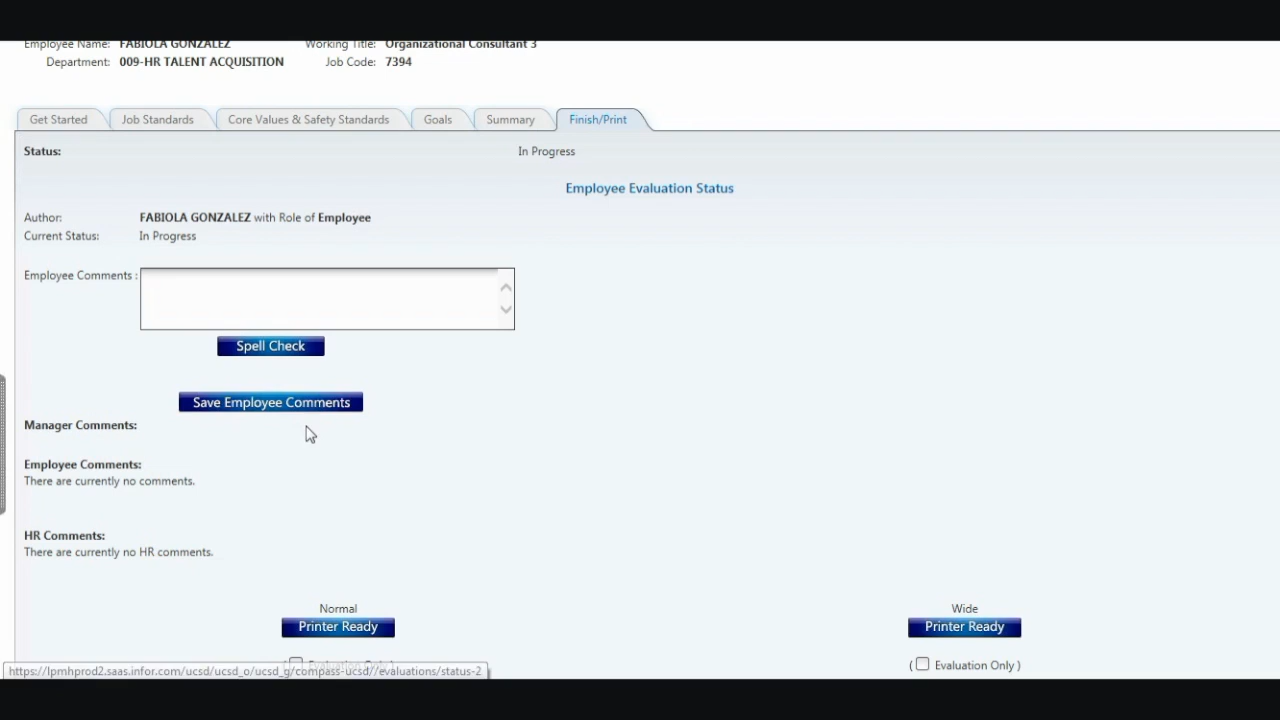 Employee Name: FABIOLA GONZALEZ Working Title: Organizational Consultant 3
Department: 009-HR TALENT ACQUISITION Job Code: 7394
Get Started Job Standards Core Values & Safety Standards Goals Summary Finish/Print
Status: In Progress
Employee Evaluation Status
Author: FABIOLA GONZALEZ with Role of Employee
Current Status: In Progress
Employee Comments :
Spell Check
Save Employee Comments
Manager Comments:
Employee Comments:
There are currently no comments.
HR Comments:
There are currently no HR comments.
Normal Wide
Printer Ready Printer Ready
( Evaluation Only ) ( Evaluation Only )
https://lpmhprod2.saas.infor.com/ucsd/ucsd_o/ucsd_g/compass-ucsd//evaluations/status-2